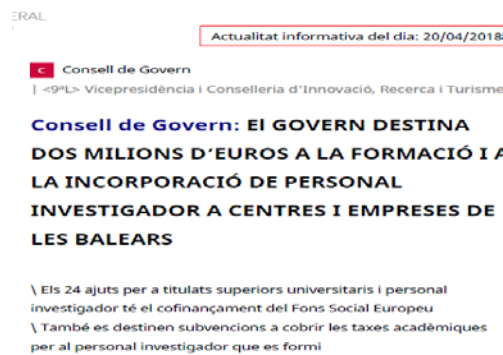 ERAL
Actualitat informativa del dia: 20/04/2018
C Consell de Govern
| <9ªL> Vicepresidència i Conselleria d'Innovació, Recerca i Turisme
Consell de Govern: El GOVERN DESTINA
DOS MILIONS D'EUROS A LA FORMACIÓ I A
LA INCORPORACIÓ DE PERSONAL
INVESTIGADOR A CENTRES I EMPRESES DE
LES BALEARS
\ Els 24 ajuts per a titulats superiors universitaris i personal
investigador té el cofinançament del Fons Social Europeu
\ També es destinen subvencions a cobrir les taxes acadèmiques
per al personal investigador que es formi